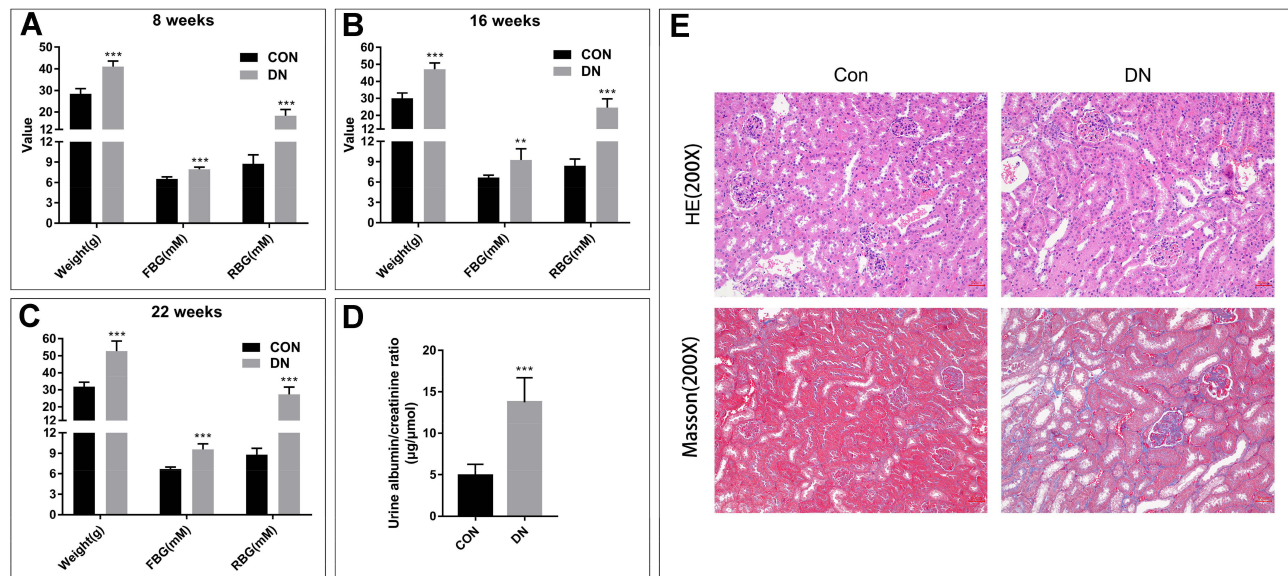 A
8 weeks
CON
DN
Value
50
40
30
20
12
12
9
6
3
0
***
***
***
Weight(g)
FBG(mM)
RBG(mM)
B
16 weeks
CON
DN
Value
60
50
40
30
20
12
12
9
6
3
0
***
**
***
Weight(g)
FBG(mM)
RBG(mM)
C
22 weeks
CON
DN
60
50
40
30
20
12
12
9
6
3
0
***
***
***
Weight(g)
FBG(mM)
RBG(mM)
D
Urine albumin/creatinine ratio
(μg/μmol)
20
15
10
5
0
***
CON
DN
E
Con
DN
HE(200X)
Masson(200X)